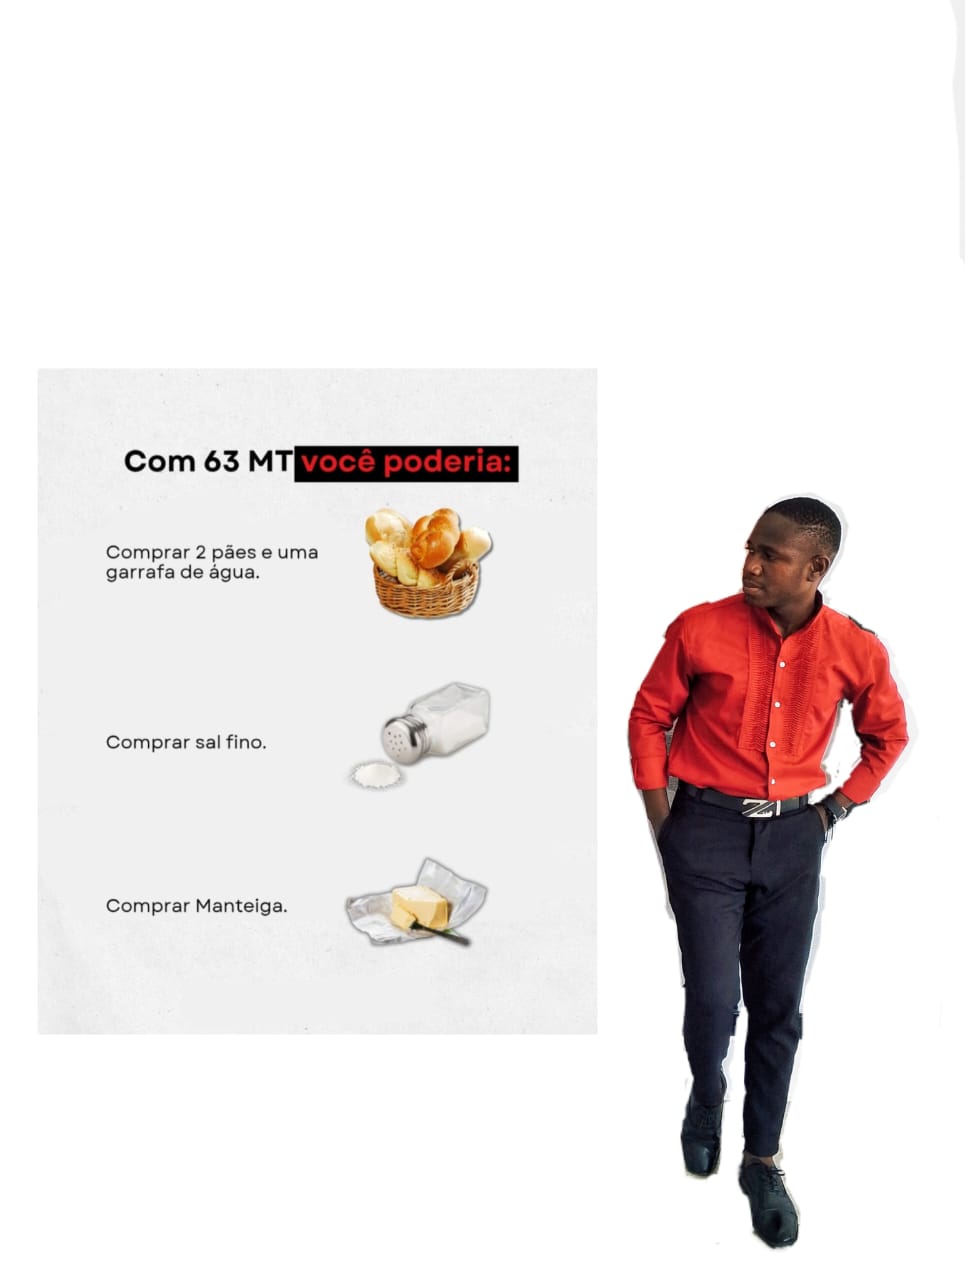 Com 63 MT você poderia:
Comprar 2 pães e uma
garrafa de água.
Comprar sal fino.
Comprar Manteiga.